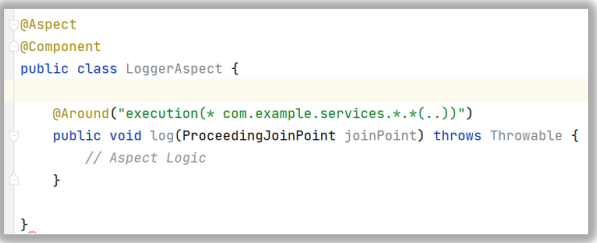 @Aspect
@Component
public class LoggerAspect {
@Around("execution(* com.example.services.*.*(..))")
public void log(ProceedingJoinPoint joinPoint) throws Throwable {
// Aspect Logic
}
}